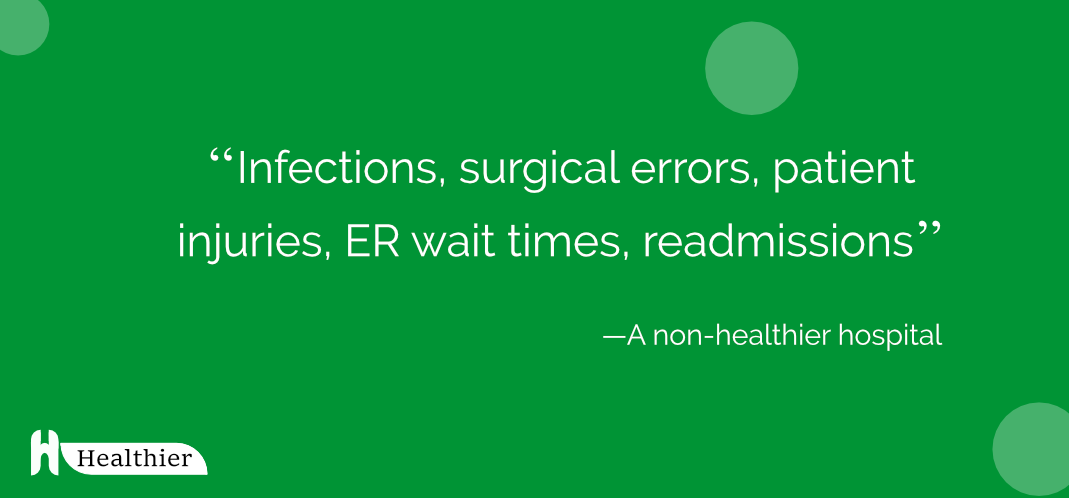 “Infections, surgical errors, patient
injuries, ER wait times, readmissions”
—A non-healthier hospital
H Healthier